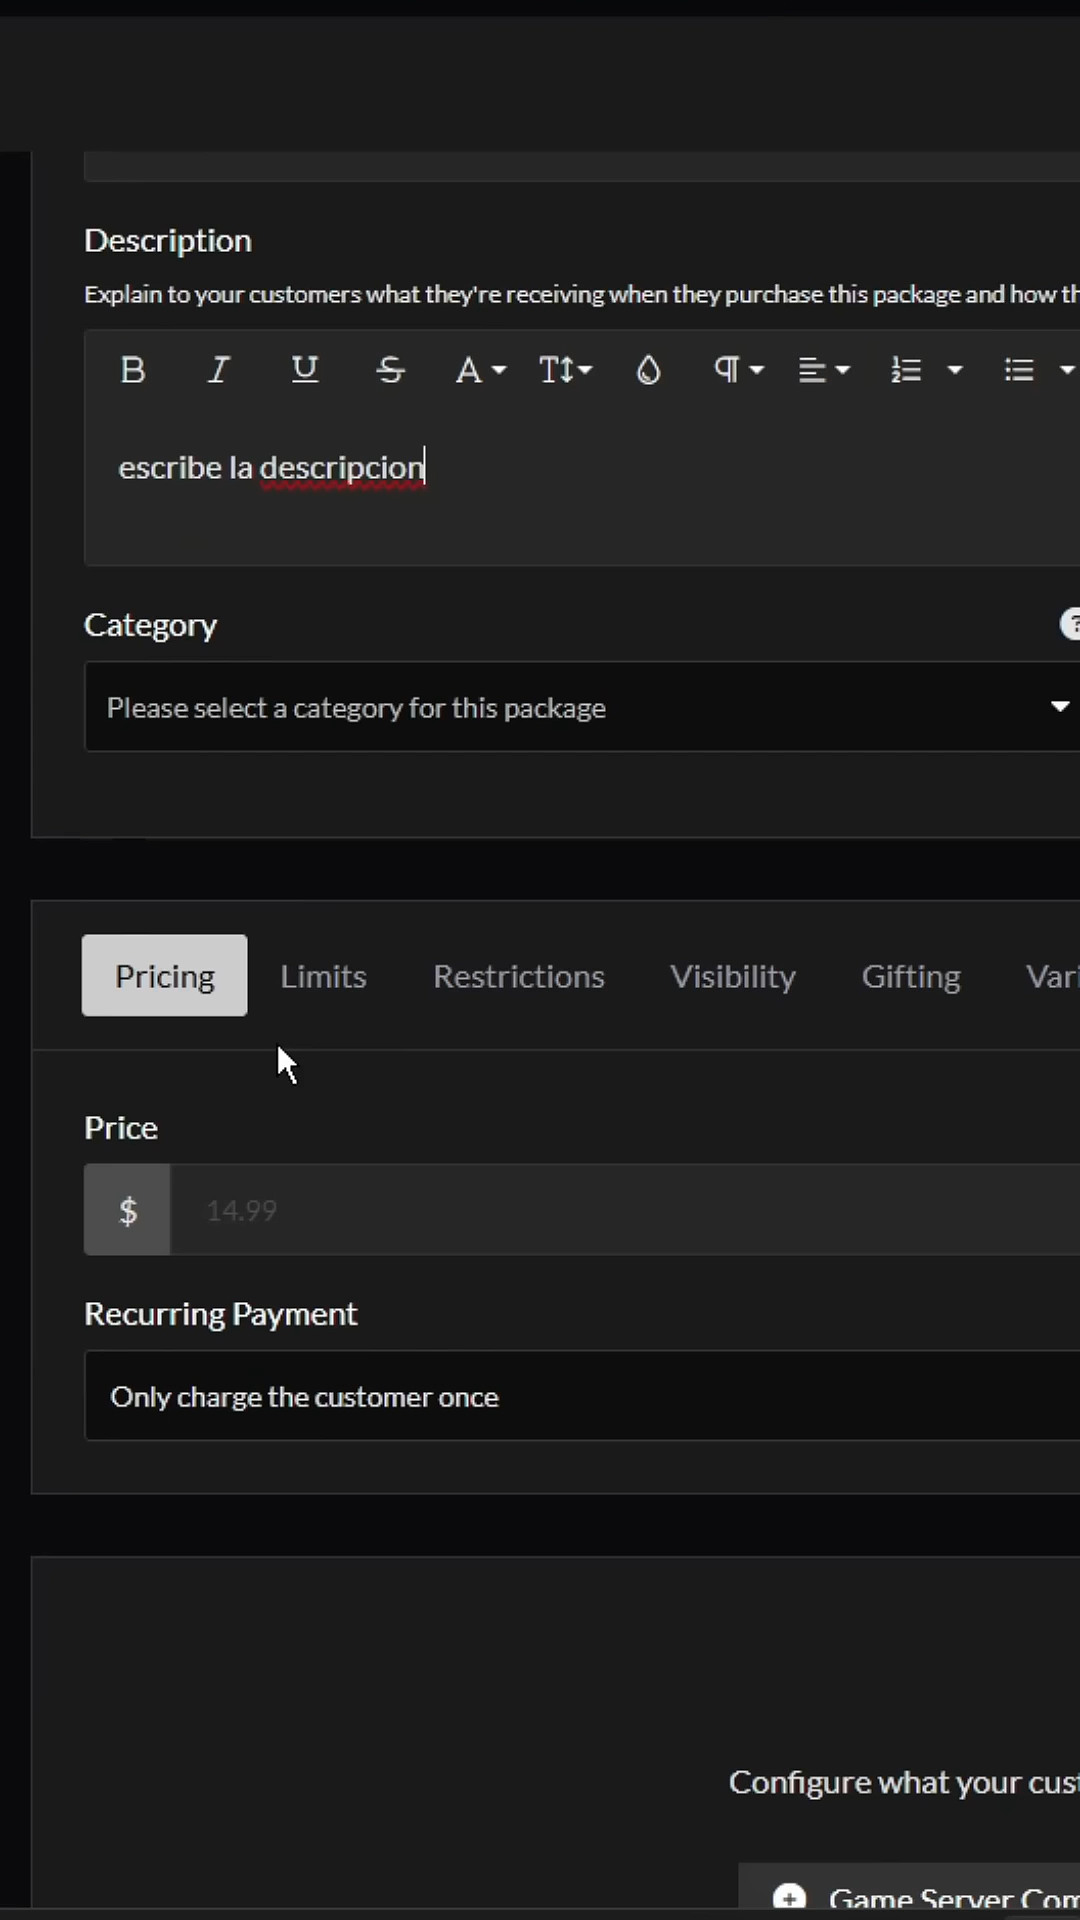 Description
Explain to your customers what they're receiving when they purchase this package and how th
B I U S A T
escribe la descripcion
Category
?
Please select a category for this package
Pricing Limits Restrictions Visibility Gifting Vari
Price
$ 14.99
Recurring Payment
Only charge the customer once
Configure what your cust
Game Server Com